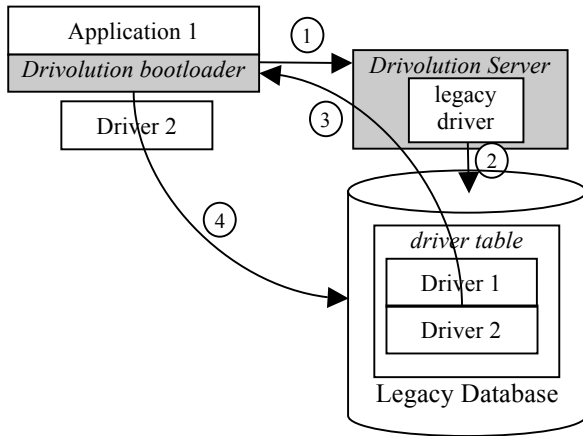 Application 1
Drivolution bootloader
Driver 2
1
Drivolution Server
legacy
driver
3
2
4
driver table
Driver 1
Driver 2
Legacy Database